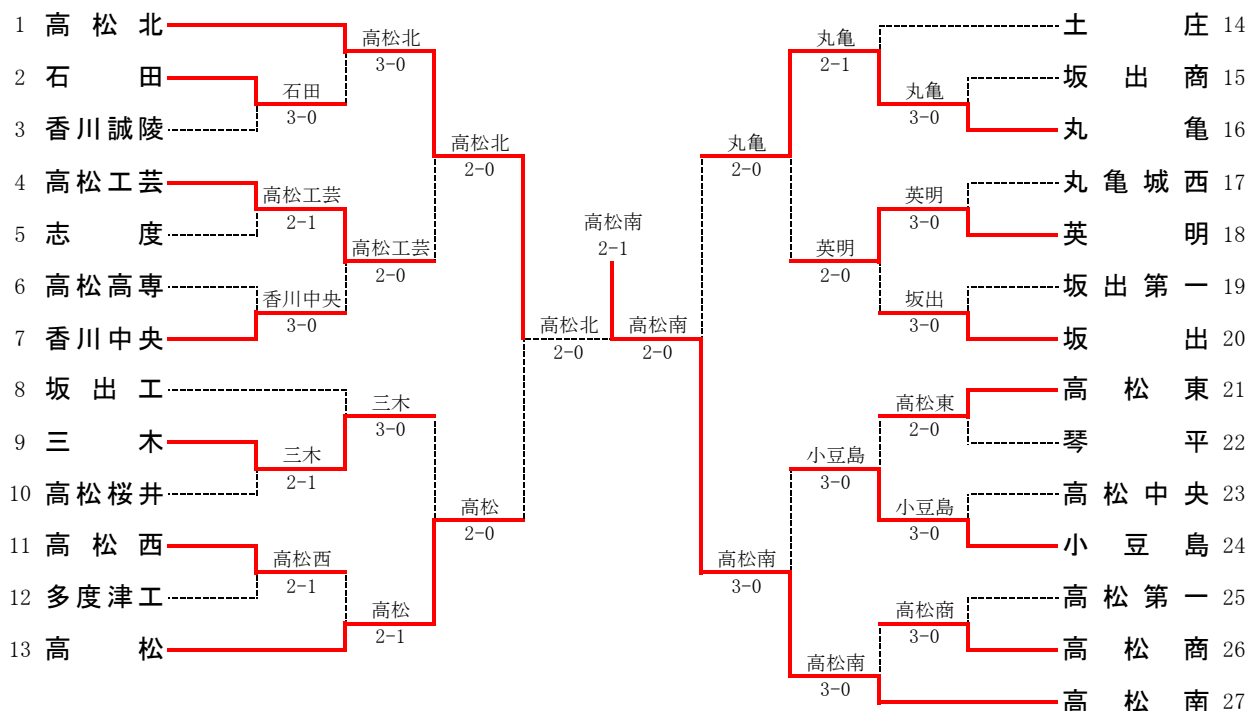 1 高松北
2 石田
3 香川誠陵
4 高松工芸
5 志度
6 高松高専
7 香川中央
8 坂出工
9 三木
10 高松桜井
11 高松西
12 多度津工
13 高松
石田
3-0
高松工芸
2-1
香川中央
3-0
三木
2-1
高松西
2-1
高松北
3-0
高松工芸
2-0
三木
3-0
高松
2-1
高松北
2-0
高松
2-0
高松北
2-0
高松南
2-1
高松南
2-0
丸亀
2-0
高松南
3-0
丸亀
2-1
英明
2-0
小豆島
3-0
高松南
3-0
丸亀
3-0
英明
3-0
坂出
3-0
高松東
2-0
小豆島
3-0
高松商
3-0
土庄 14
坂出商 15
丸亀 16
丸亀城西 17
英明 18
坂出第一 19
坂出 20
高松東 21
琴平 22
高松中央 23
小豆島 24
高松第一 25
高松商 26
高松南 27